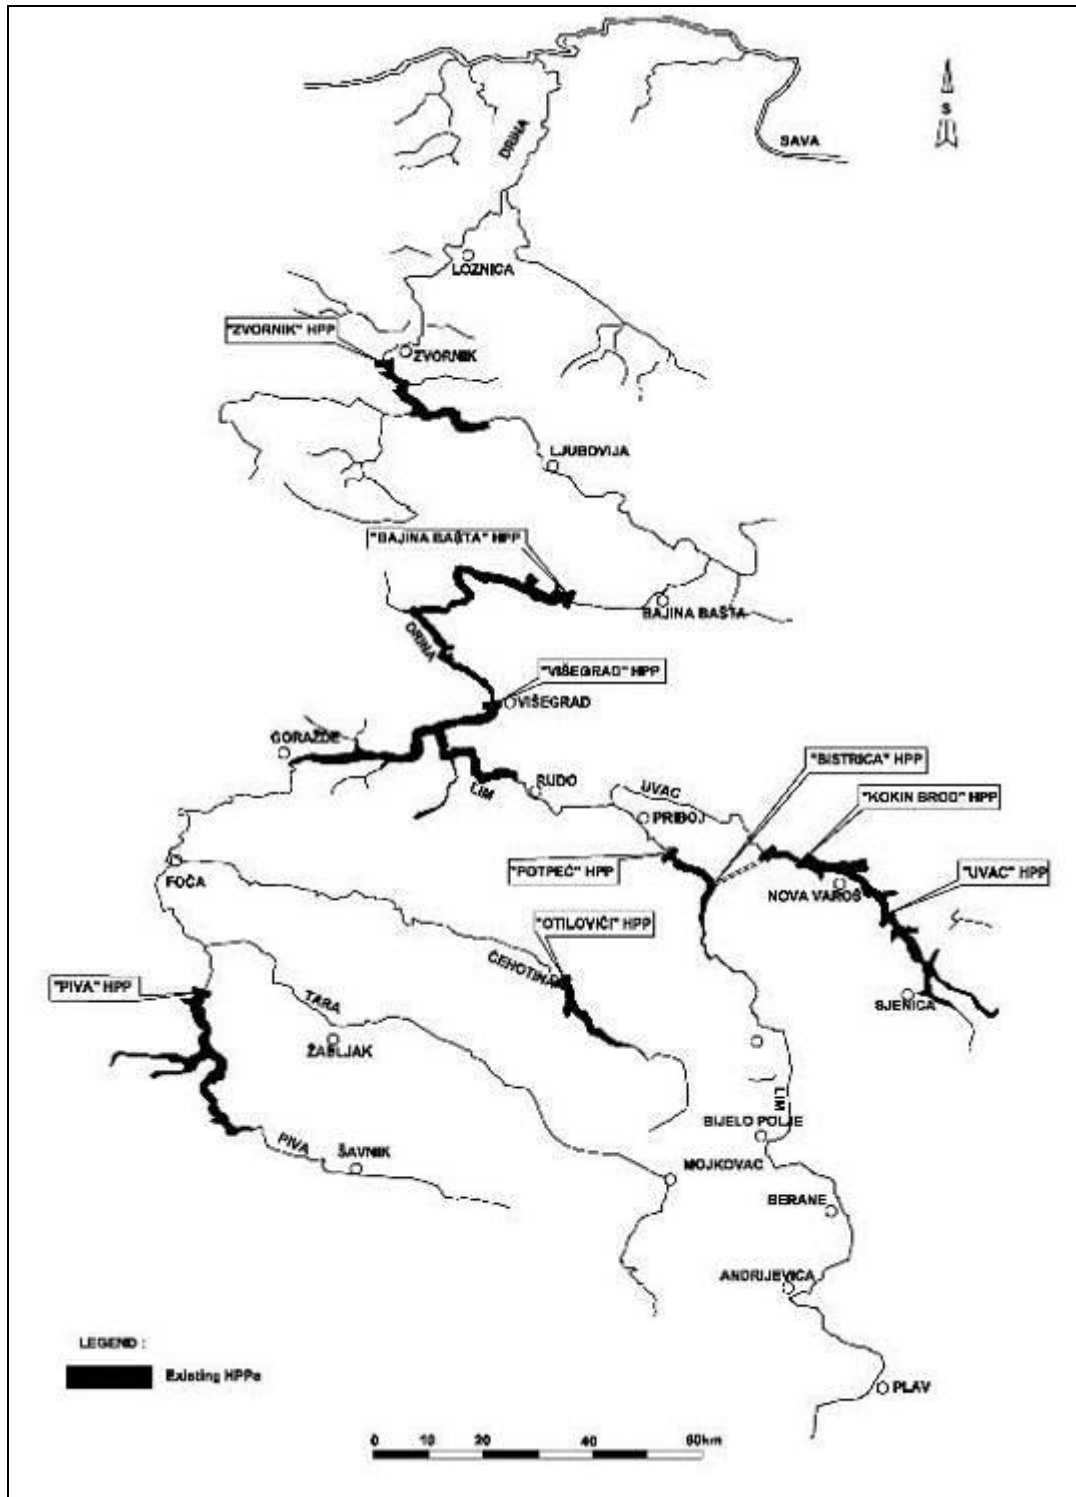 S
SAVA
DRINA
LOZNICA
"ZVORNIK" HPP
ZVORNIK
LJUBOVIJA
"BAJINA BAŠTA" HPP
BAJINA BAŠTA
DRINA
"VIŠEGRAD" HPP
VIŠEGRAD
GORAŽDE
"BISTRICA" HPP
RUDO
LIM
UVAC
"KOKIN BROD" HPP
PRIBOJ
"POTPEĆ" HPP
"UVAC" HPP
FOČA
NOVA VAROŠ
"OTILOVIĆI" HPP
ČEHOTINA
"PIVA" HPP
TARA
SJENICA
ŽABLJAK
LIM
BIJELO POLJE
PIVA
ŠAVNIK
MOJKOVAC
BERANE
ANDRIJEVICA
LEGEND :
Existing HPPs
PLAV
0 10 20 60km